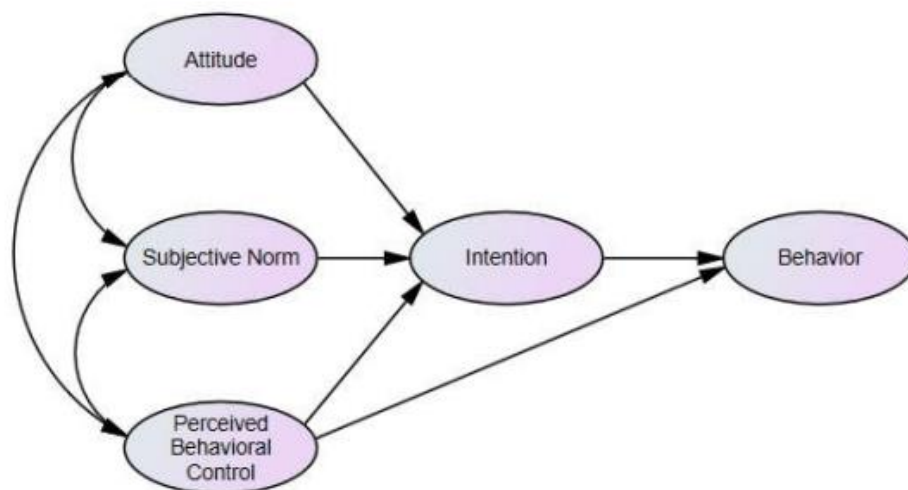 Attitude
Subjective Norm
Intention
Behavior
Perceived
Behavioral
Control